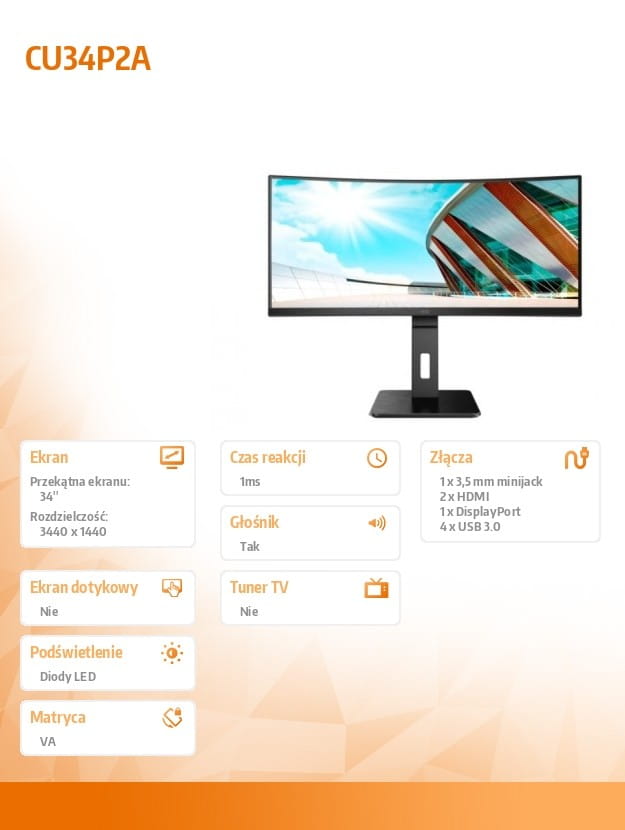 CU34P2A
Ekran
Przekątna ekranu:
34"
Rozdzielczość:
3440 x 1440
Czas reakcji
1ms
Głośnik
Tak
Złącza
1 x 3,5 mm minijack
2 x HDMI
1 x DisplayPort
4 x USB 3.0
Ekran dotykowy
Nie
Tuner TV
Nie
Podświetlenie
Diody LED
Matryca
VA